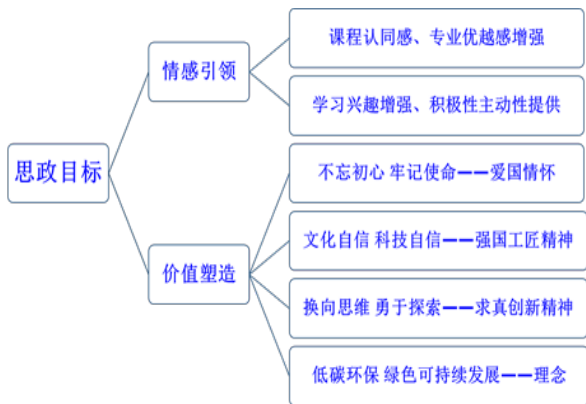 思政目标
情感引领
课程认同感、专业优越感增强
学习兴趣增强、积极性主动性提供
价值塑造
不忘初心 牢记使命——爱国情怀
文化自信 科技自信——强国工匠精神
换向思维 勇于探索——求真创新精神
低碳环保 绿色可持续发展——理念